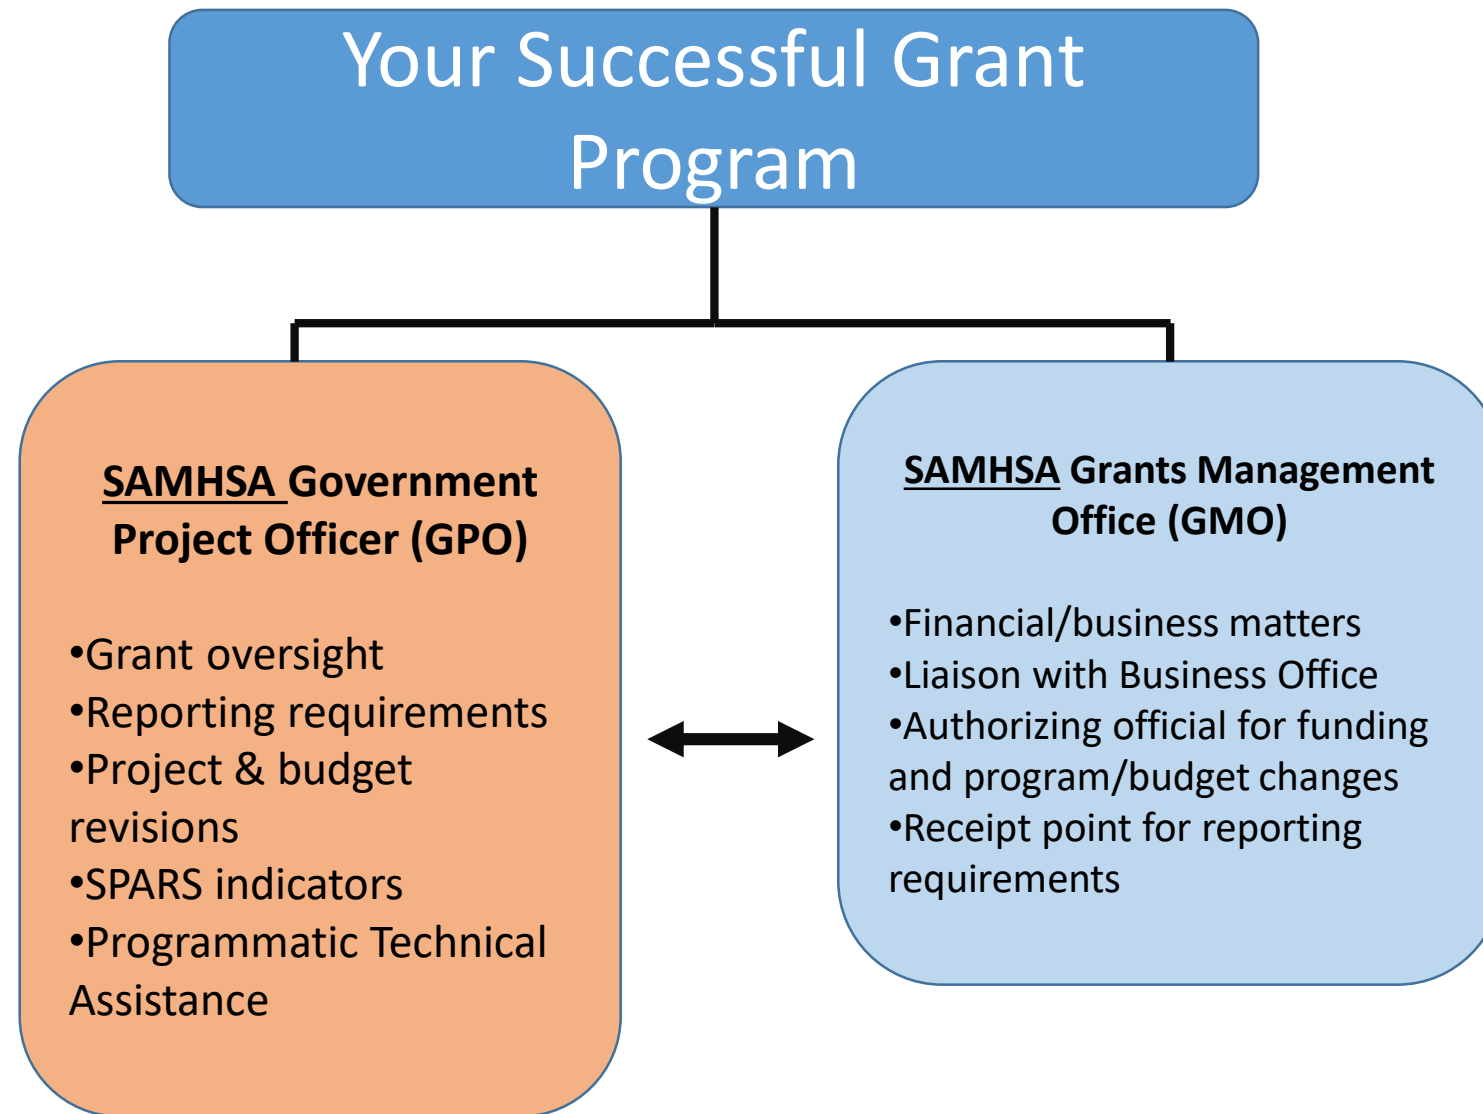 Your Successful Grant
Program
SAMHSA Government
Project Officer (GPO)
•Grant oversight
•Reporting requirements
•Project & budget
revisions
•SPARS indicators
•Programmatic Technical
Assistance
SAMHSA Grants Management
Office (GMO)
•Financial/business matters
•Liaison with Business Office
•Authorizing official for funding
and program/budget changes
•Receipt point for reporting
requirements